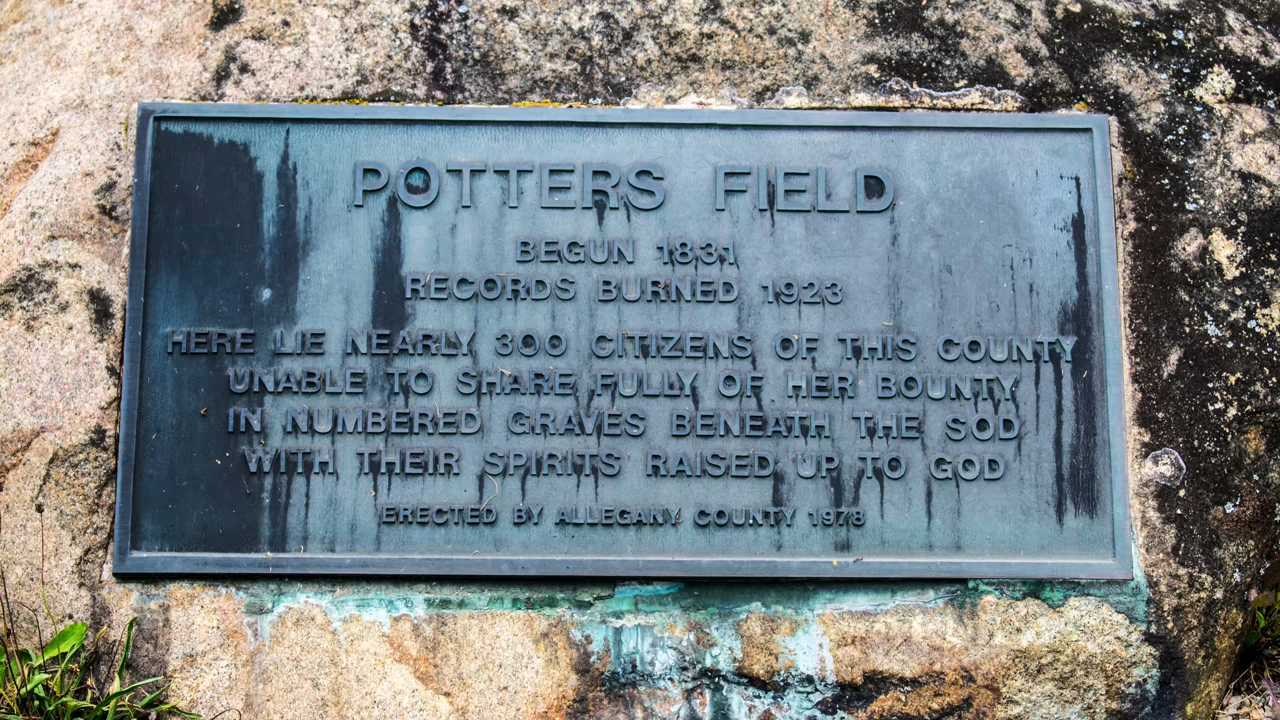 POTTERS FIELD
BEGUN 1831
RECORDS BURNED 1923
HERE LIE NEARLY 300 CITIZENS OF THIS COUNTY
UNABLE TO SHARE FULLY OF HER BOUNTY
IN NUMBERED GRAVES BENEATH THE SOD
WITH THEIR SPIRITS RAISED UP TO GOD
ERECTED BY ALLEGANY COUNTY 1978